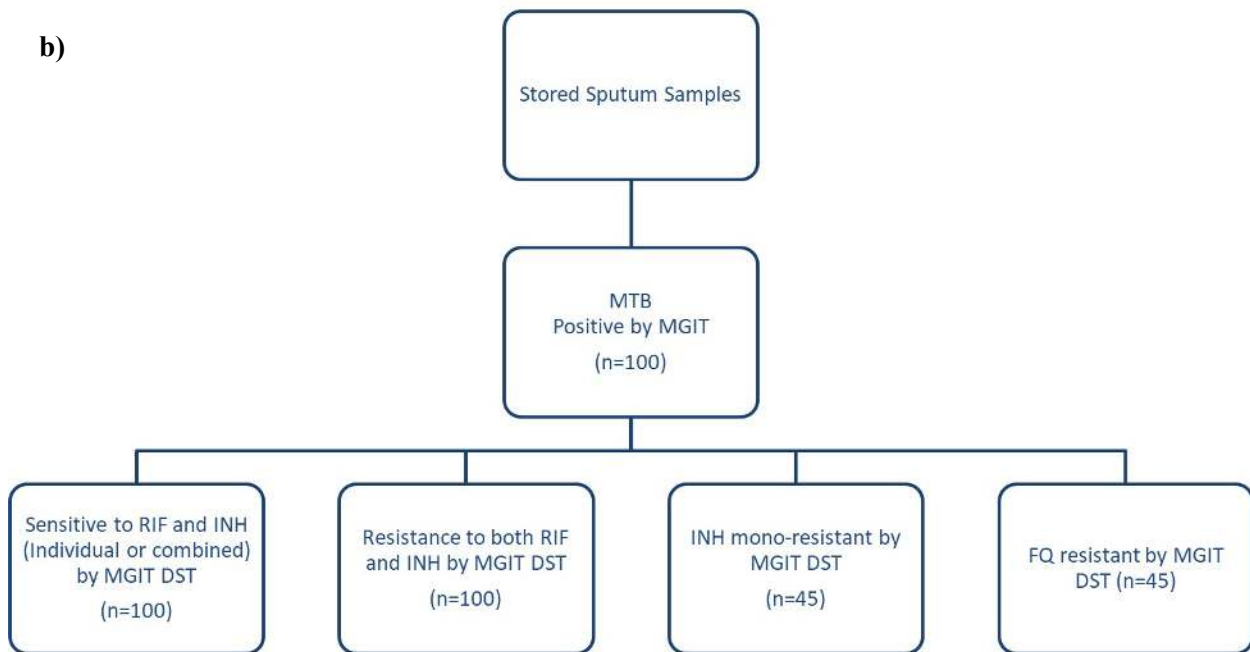 b)
Stored Sputum Samples
MTB
Positive by MGIT
(n=100)
Sensitive to RIF and INH
(Individual or combined)
by MGIT DST
(n=100)
Resistance to both RIF
and INH by MGIT DST
(n=100)
INH mono-resistant by
MGIT DST
(n=45)
FQ resistant by MGIT
DST (n=45)